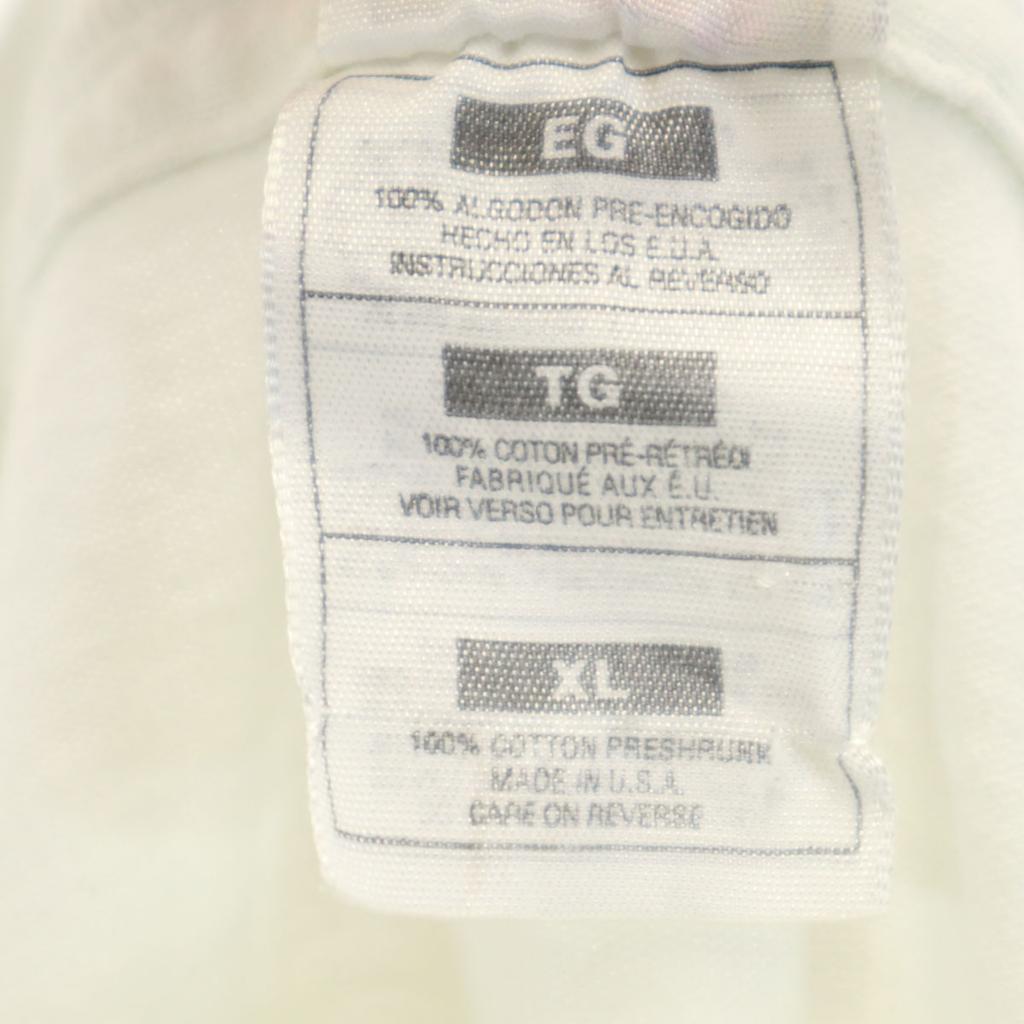 EG
100% ALGODON PRE-ENCOGIDO
HECHO EN LOS E.U.A.
INSTRUCCIONES AL REVERSO
TG
100% COTON PRÉ-RÉTRÉCI
FABRIQUÉ AUX É.U.
VOIR VERSO POUR ENTRETIEN
XL
100% COTTON PRESHRUNK
MADE IN U.S.A.
CARE ON REVERSE